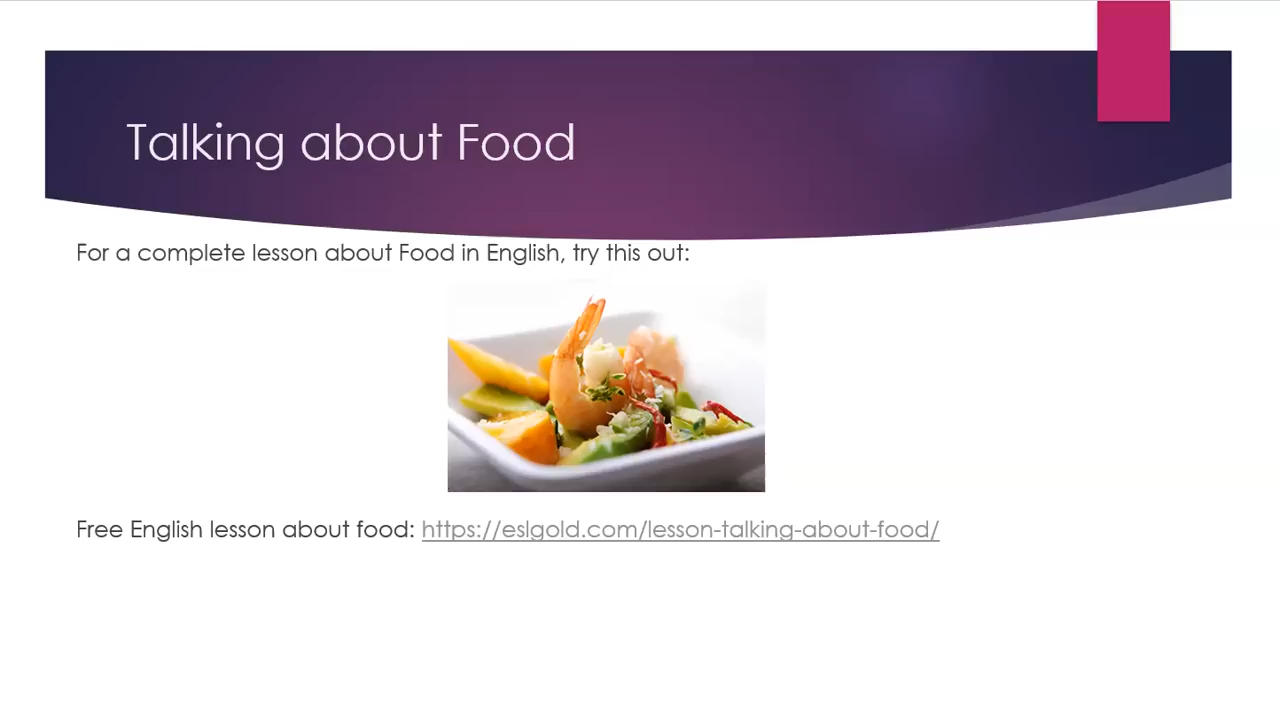 Talking about Food
For a complete lesson about Food in English, try this out:
Free English lesson about food: https://eslgold.com/lesson-talking-about-food/